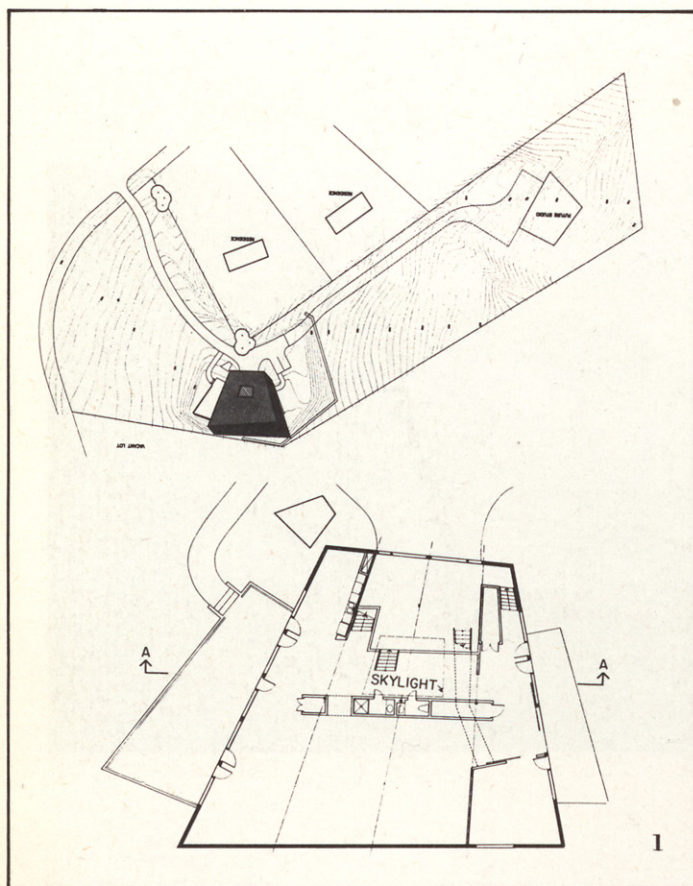 RESIDENCE
RESIDENCE
FUTURE STUDIO
VACANT LOT
A
A
SKYLIGHT
1